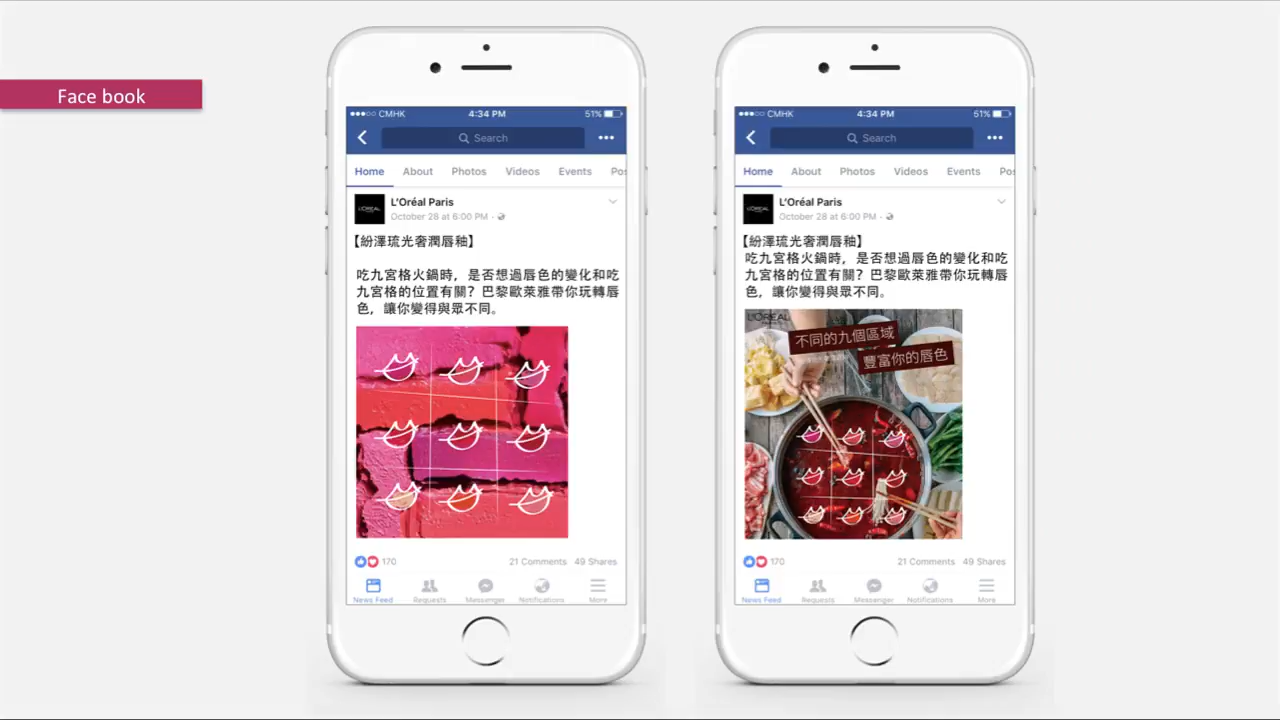 Face book
CMHK 4:34 PM 51%
Search
Home About Photos Videos Events Pos
L'Oréal Paris
October 28 at 6:00 PM
【紛澤琉光奢潤唇釉】
吃九宮格火鍋時，是否想過唇色的變化和吃
九宮格的位置有關？巴黎歐萊雅帶你玩轉唇
色，讓你變得與眾不同。
170 21 Comments 49 Shares
News Feed Requests Messenger Notifications More
CMHK 4:34 PM 51%
Search
Home About Photos Videos Events Pos
L'Oréal Paris
October 28 at 6:00 PM
【紛澤琉光奢潤唇釉】
吃九宮格火鍋時，是否想過唇色的變化和吃
九宮格的位置有關？巴黎歐萊雅帶你玩轉唇
色，讓你變得與眾不同。
L'ORÉAL
不同的九個區域
豐富你的唇色
170 21 Comments 49 Shares
News Feed Requests Messenger Notifications More